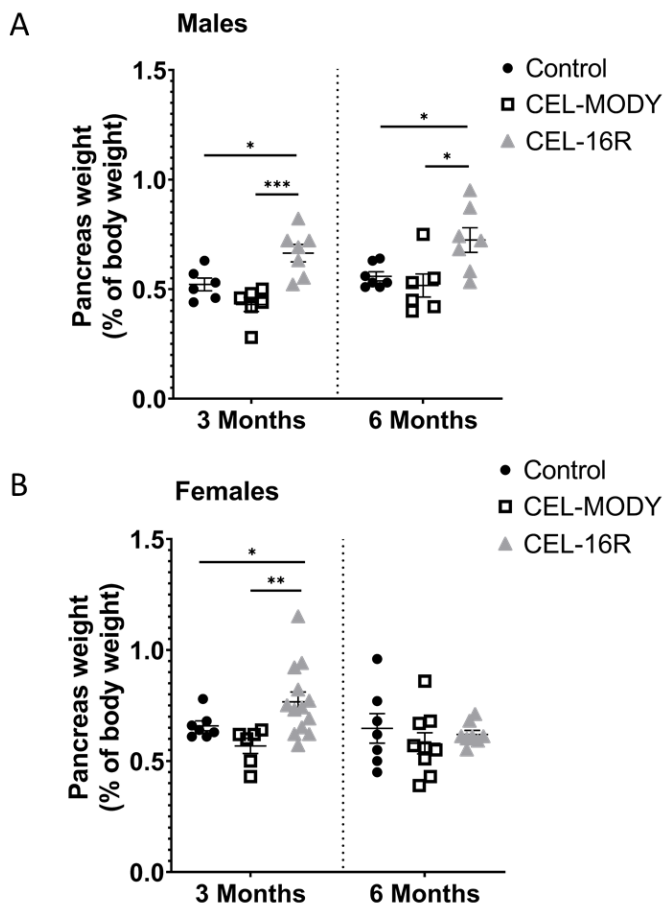 A
Males
Pancreas weight
(% of body weight)
1.5
1.0
0.5
0.0
*
***
*
*
3 Months
6 Months
Control
CEL-MODY
CEL-16R
B
Females
Pancreas weight
(% of body weight)
1.5
1.0
0.5
0.0
*
**
3 Months
6 Months
Control
CEL-MODY
CEL-16R